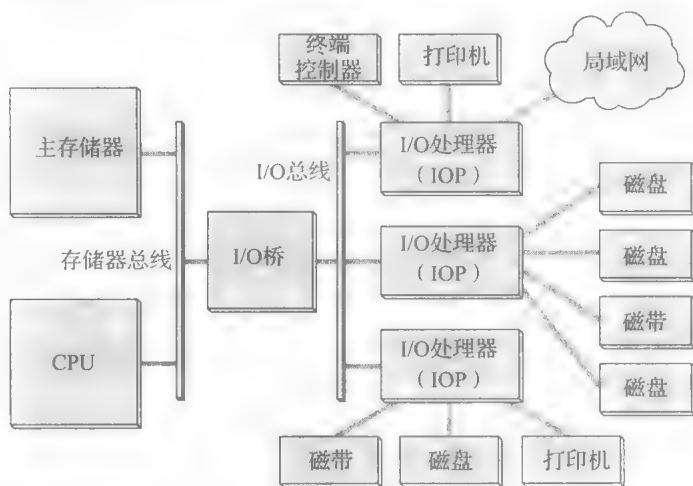 终端
控制器
打印机
局域网
主存储器
I/O总线
I/O处理器
（IOP）
磁盘
存储器总线
I/O桥
I/O处理器
（IOP）
磁盘
磁带
CPU
I/O处理器
（IOP）
磁盘
磁带
磁盘
打印机